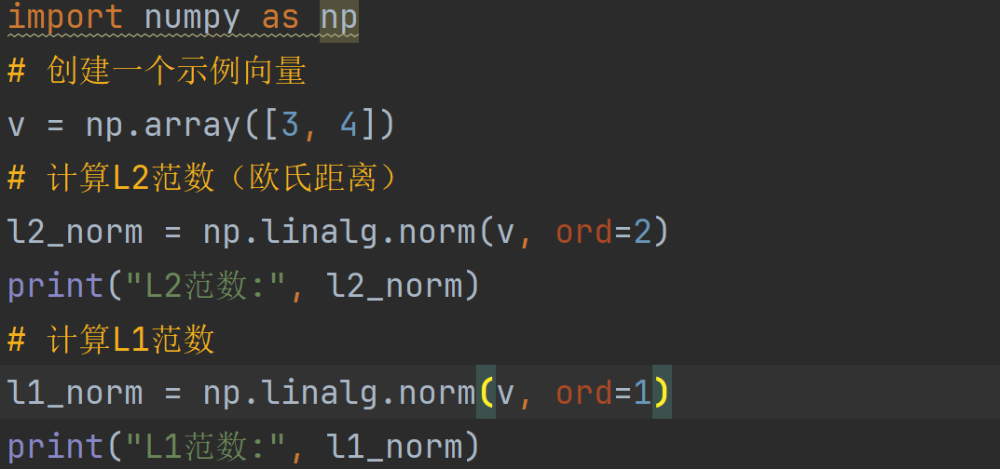 import numpy as np
# 创建一个示例向量
v = np.array([3, 4])
# 计算L2范数（欧氏距离）
l2_norm = np.linalg.norm(v, ord=2)
print("L2范数:", l2_norm)
# 计算L1范数
l1_norm = np.linalg.norm(v, ord=1)
print("L1范数:", l1_norm)